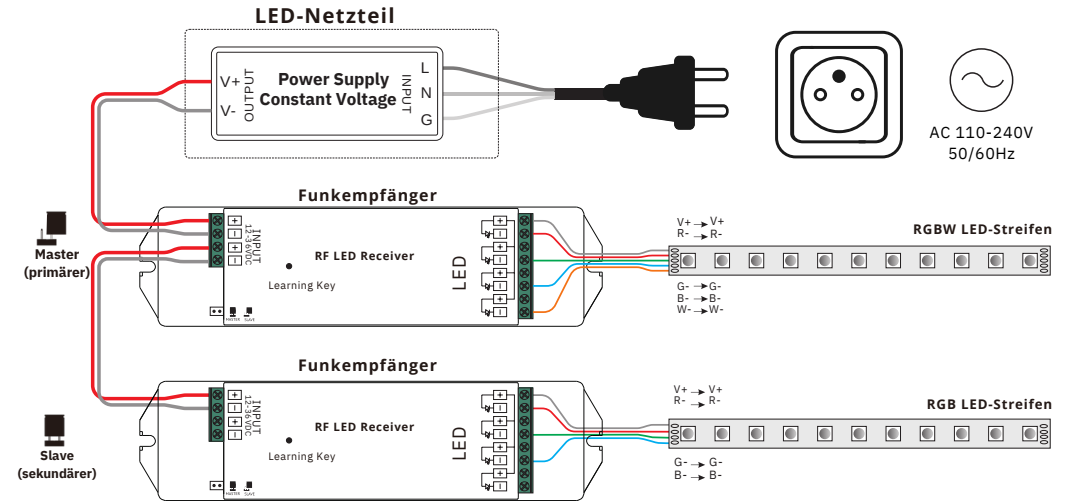 LED-Netzteil
V+
V-
OUTPUT
Power Supply
Constant Voltage
INPUT
L
N
G
AC 110-240V
50/60Hz
Funkempfänger
Master
(primärer)
+
−
+
−
INPUT
12-36VDC
RF LED Receiver
Learning Key
MASTER
SLAVE
LED
+
−
+
−
+
−
+
−
V+ → V+
R- → R-
G- → G-
B- → B-
W- → W-
RGBW LED-Streifen
Funkempfänger
Slave
(sekundärer)
+
−
+
−
INPUT
12-36VDC
RF LED Receiver
Learning Key
MASTER
SLAVE
LED
+
−
+
−
+
−
+
−
V+ → V+
R- → R-
G- → G-
B- → B-
RGB LED-Streifen